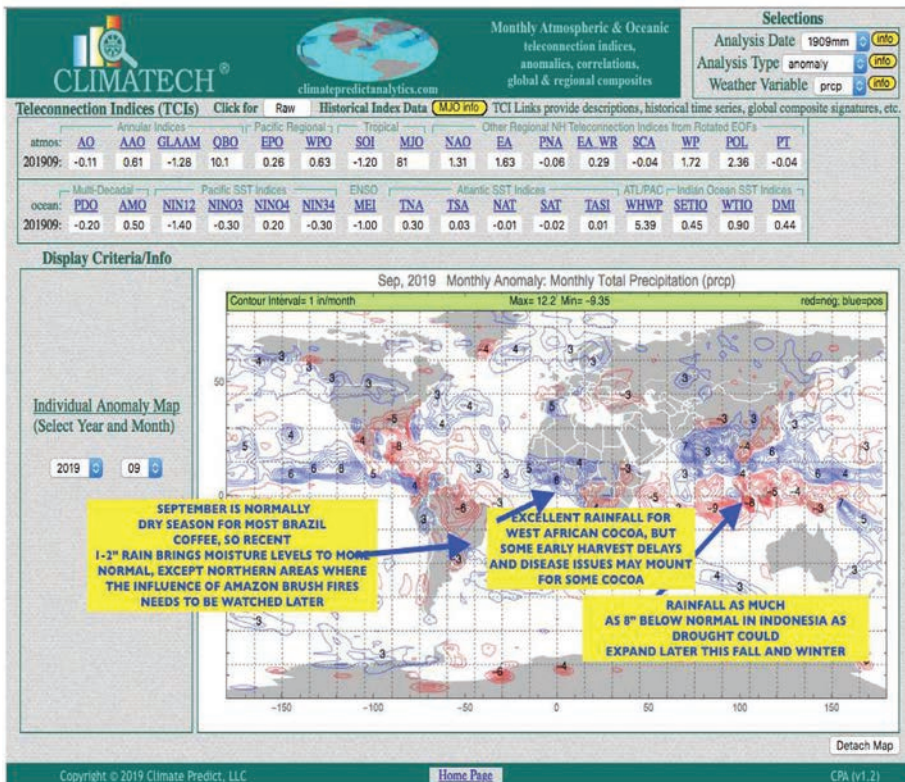 CLIMATECH®
climatepredictanalytics.com
Monthly Atmospheric & Oceanic
teleconnection indices,
anomalies, correlations,
global & regional composites
Selections
Analysis Date 1909mm info
Analysis Type anomaly info
Weather Variable prcp info
Teleconnection Indices (TCIs) Click for Raw Historical Index Data MJO info TCI Links provide descriptions, historical time series, global composite signatures, etc.
Annular Indices Pacific Regional Tropical Other Regional NH Teleconnection Indices from Rotated EOFs
atmos: AO AAO GLAAM QBO EPO WPO SOI MJO NAO EA PNA EA_WR SCA WP POL PT
201909: -0.11 0.61 -1.28 10.1 0.26 0.63 -1.20 81 1.31 1.63 -0.06 0.29 -0.04 1.72 2.36 -0.04
Multi-Decadal Pacific SST Indices ENSO Atlantic SST Indices ATL/PAC Indian Ocean SST Indices
ocean: PDO AMO NIN12 NINO3 NINO4 NIN34 MEI TNA TSA NAT SAT TASI WHWP SETIO WTIO DMI
201909: -0.20 0.50 -1.40 -0.30 0.20 -0.30 -1.00 0.30 0.03 -0.01 -0.02 0.01 5.39 0.45 0.90 0.44
Display Criteria/Info
Individual Anomaly Map
(Select Year and Month)
2019 09
Sep, 2019 Monthly Anomaly: Monthly Total Precipitation (prcp)
Contour Interval= 1 in/month Max= 12.2 Min= -9.35 red=neg; blue=pos
50
0
SEPTEMBER IS NORMALLY
DRY SEASON FOR MOST BRAZIL
COFFEE, SO RECENT
1-2" RAIN BRINGS MOISTURE LEVELS TO MORE
NORMAL, EXCEPT NORTHERN AREAS WHERE
THE INFLUENCE OF AMAZON BRUSH FIRES
NEEDS TO BE WATCHED LATER
EXCELLENT RAINFALL FOR
WEST AFRICAN COCOA, BUT
SOME EARLY HARVEST DELAYS
AND DISEASE ISSUES MAY MOUNT
FOR SOME COCOA
RAINFALL AS MUCH
AS 8" BELOW NORMAL IN INDONESIA AS
DROUGHT COULD
EXPAND LATER THIS FALL AND WINTER
-150 -100 -50 0 50 100 150
Detach Map
Copyright © 2019 Climate Predict, LLC Home Page CPA (v1.2)